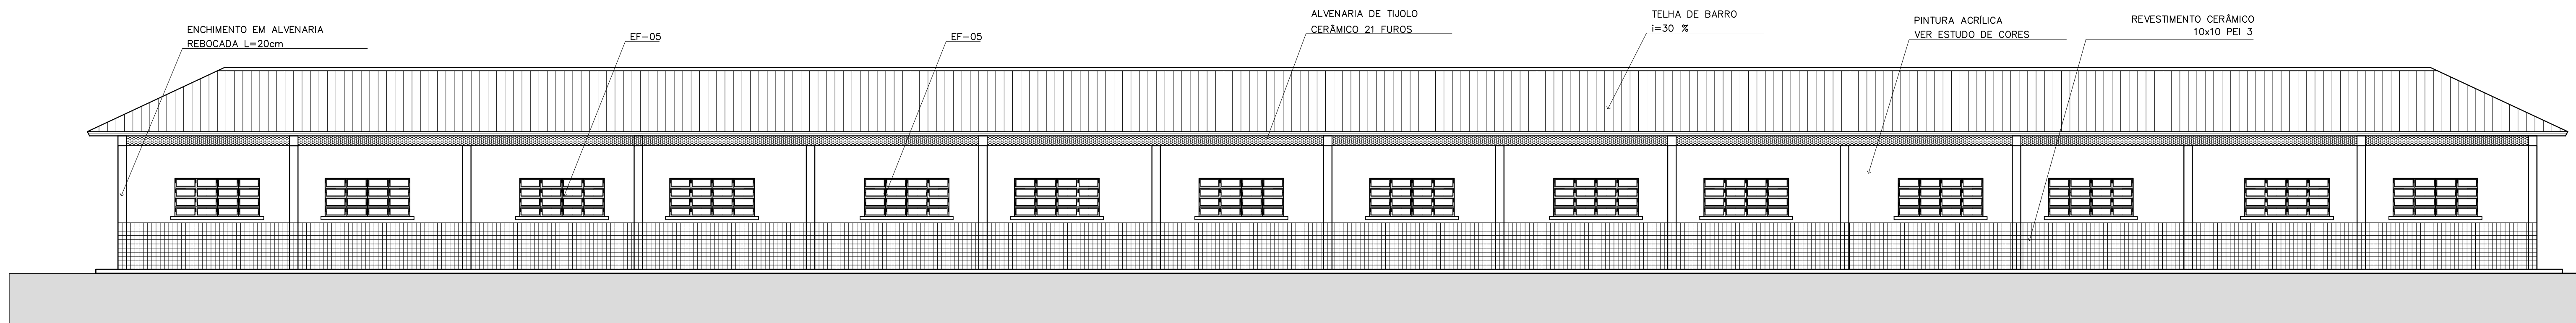 ENCHIMENTO EM ALVENARIA
REBOCADA L=20cm
EF-05
EF-05
ALVENARIA DE TIJOLO
CERÂMICO 21 FUROS
TELHA DE BARRO
i=30 %
PINTURA ACRÍLICA
VER ESTUDO DE CORES
REVESTIMENTO CERÂMICO
10x10 PEI 3